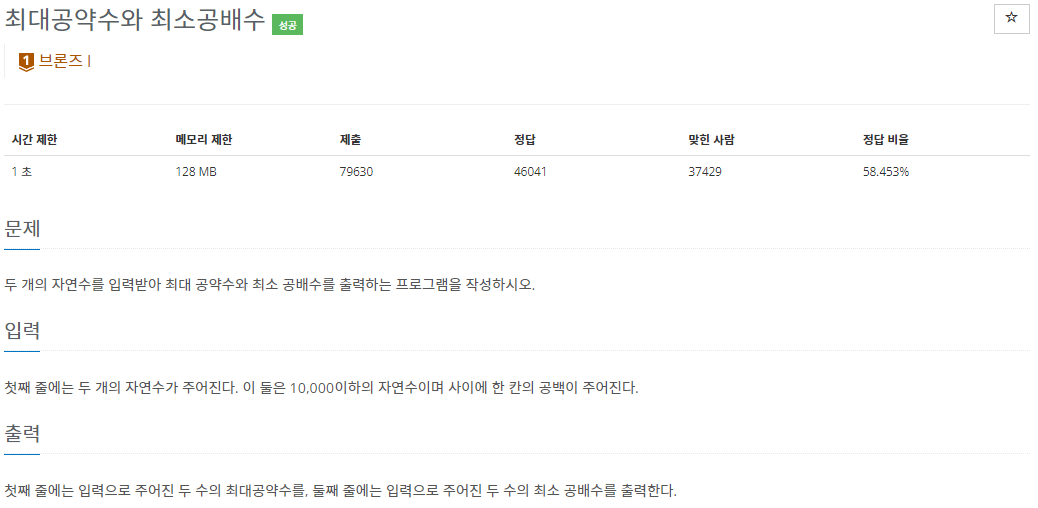 최대공약수와 최소공배수 성공
☆
1 브론즈 I
시간 제한 메모리 제한 제출 정답 맞힌 사람 정답 비율
1 초 128 MB 79630 46041 37429 58.453%
문제
두 개의 자연수를 입력받아 최대 공약수와 최소 공배수를 출력하는 프로그램을 작성하시오.
입력
첫째 줄에는 두 개의 자연수가 주어진다. 이 둘은 10,000이하의 자연수이며 사이에 한 칸의 공백이 주어진다.
출력
첫째 줄에는 입력으로 주어진 두 수의 최대공약수를, 둘째 줄에는 입력으로 주어진 두 수의 최소 공배수를 출력한다.